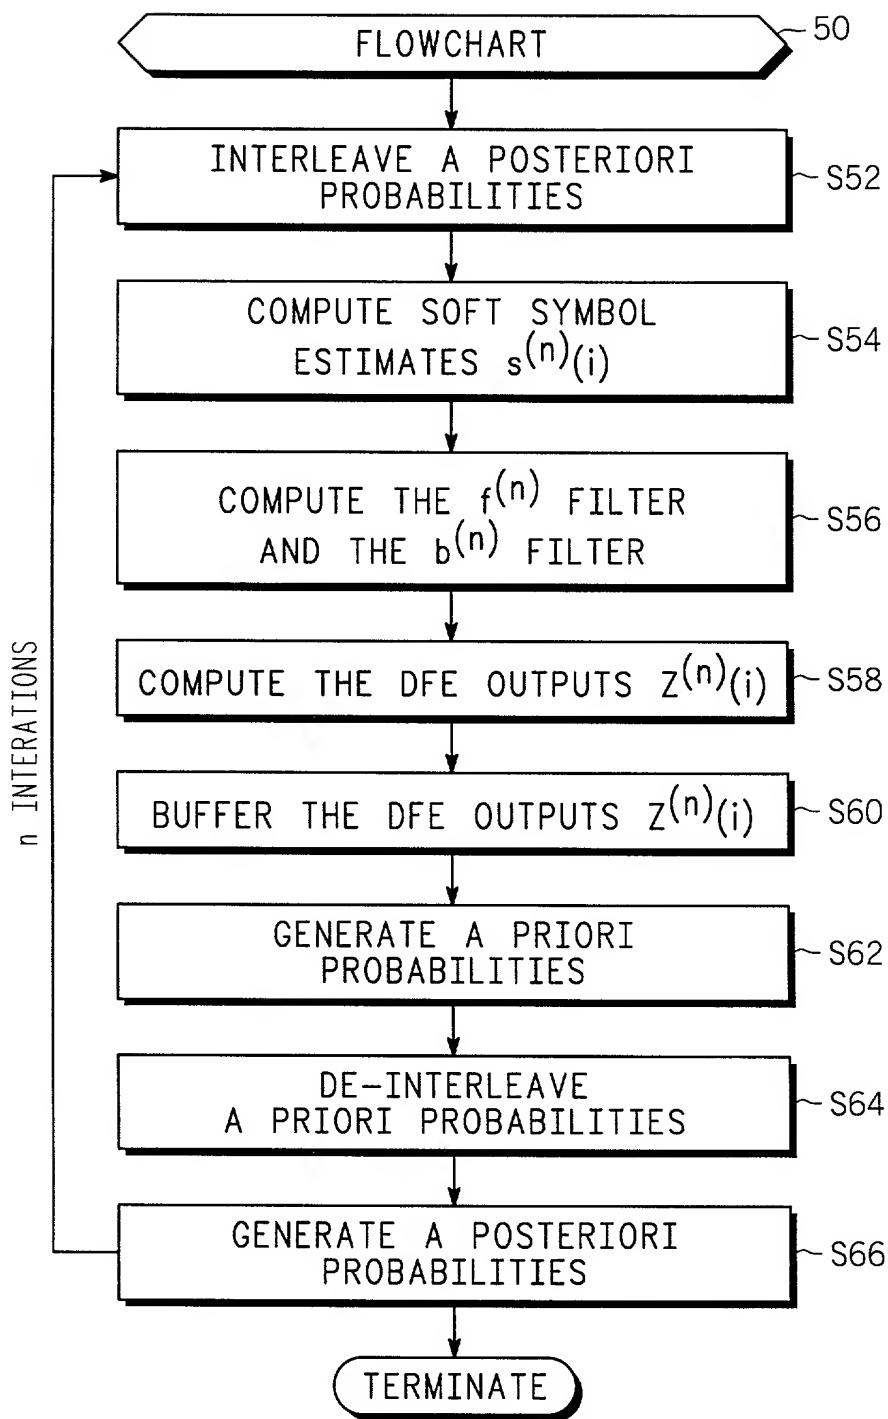 FLOWCHART
50
INTERLEAVE A POSTERIORI
PROBABILITIES
S52
COMPUTE SOFT SYMBOL
ESTIMATES s^(n)(i)
S54
COMPUTE THE f^(n) FILTER
AND THE b^(n) FILTER
S56
COMPUTE THE DFE OUTPUTS Z^(n)(i)
S58
BUFFER THE DFE OUTPUTS Z^(n)(i)
S60
GENERATE A PRIORI
PROBABILITIES
S62
DE-INTERLEAVE
A PRIORI PROBABILITIES
S64
GENERATE A POSTERIORI
PROBABILITIES
S66
TERMINATE
n INTERATIONS